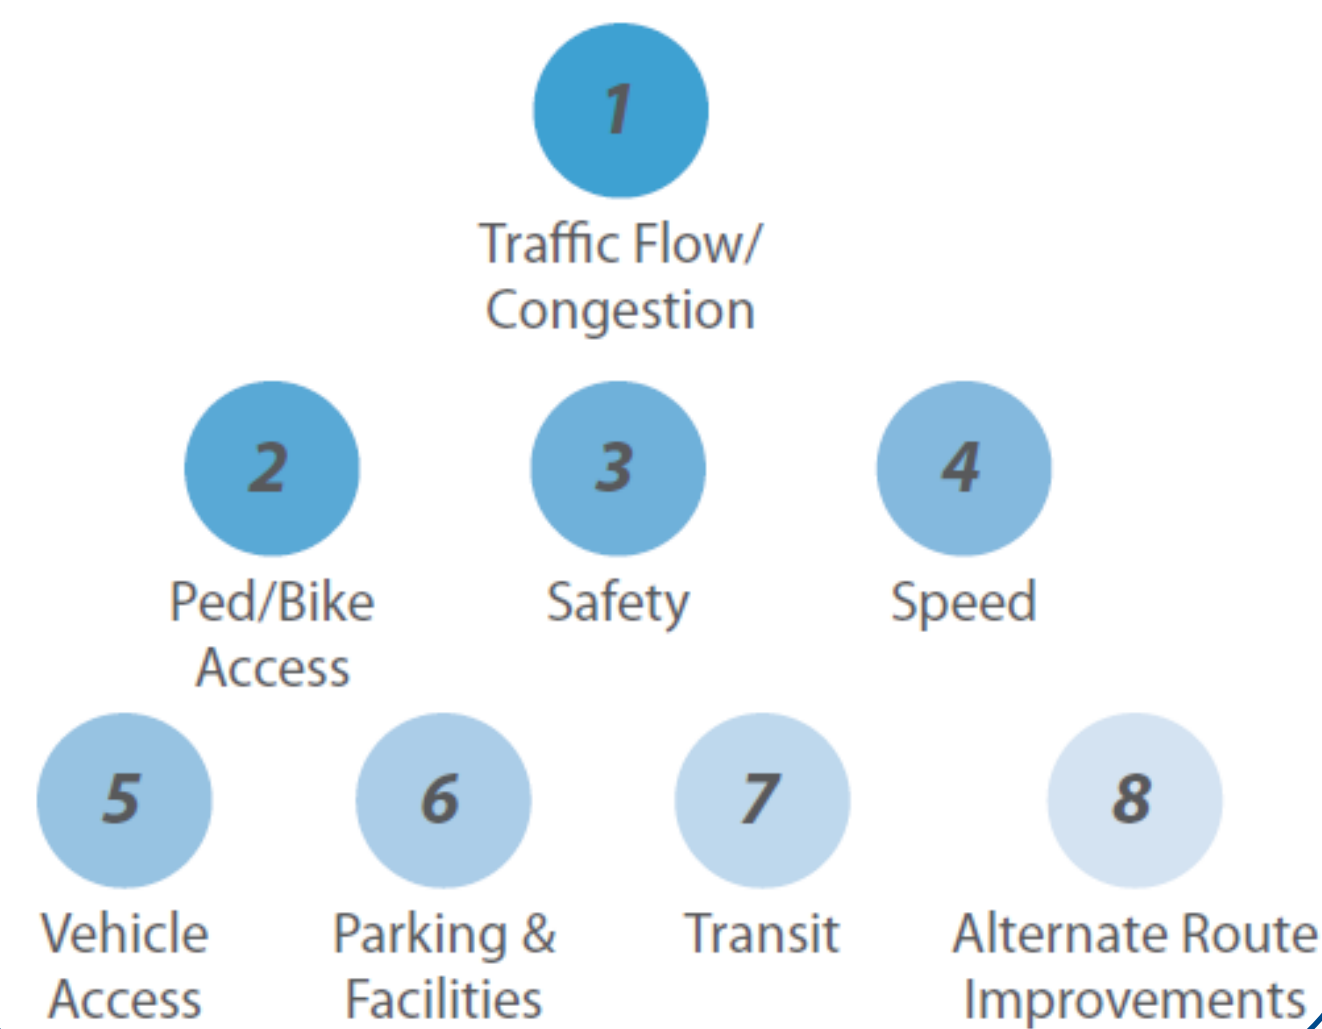 1
Traffic Flow/
Congestion
2
3
4
Ped/Bike
Access
Safety
Speed
5
6
7
8
Vehicle
Access
Parking &
Facilities
Transit
Alternate Route
Improvements